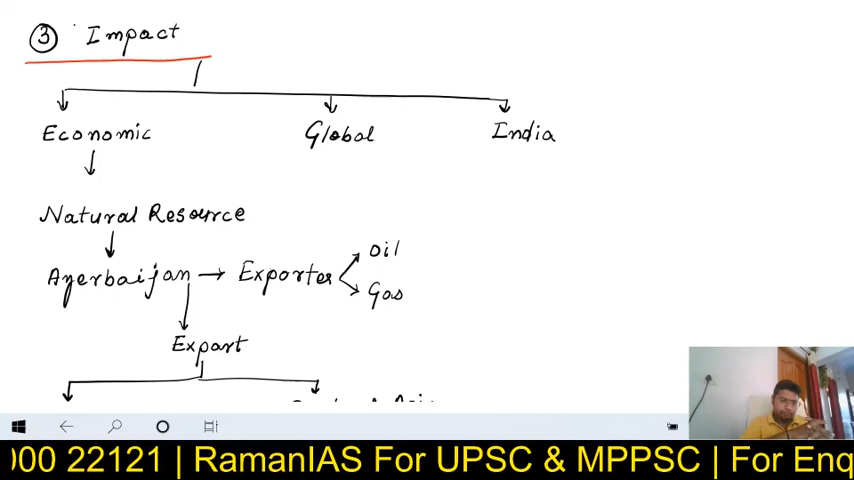 3 Impact
Economic Global India
Natural Resource
Azerbaijan → Exporter
Oil
Gas
Export
000 22121 | RamanIAS For UPSC & MPPSC | For Enq